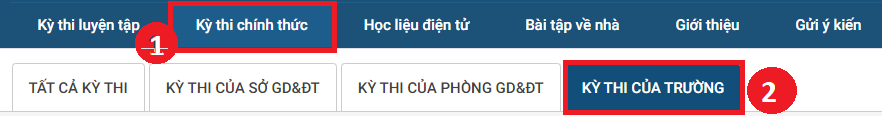 Kỳ thi luyện tập Kỳ thi chính thức Học liệu điện tử Bài tập về nhà Giới thiệu Gửi ý kiến
1
TẤT CẢ KỲ THI KỲ THI CỦA SỞ GD&ĐT KỲ THI CỦA PHÒNG GD&ĐT KỲ THI CỦA TRƯỜNG 2